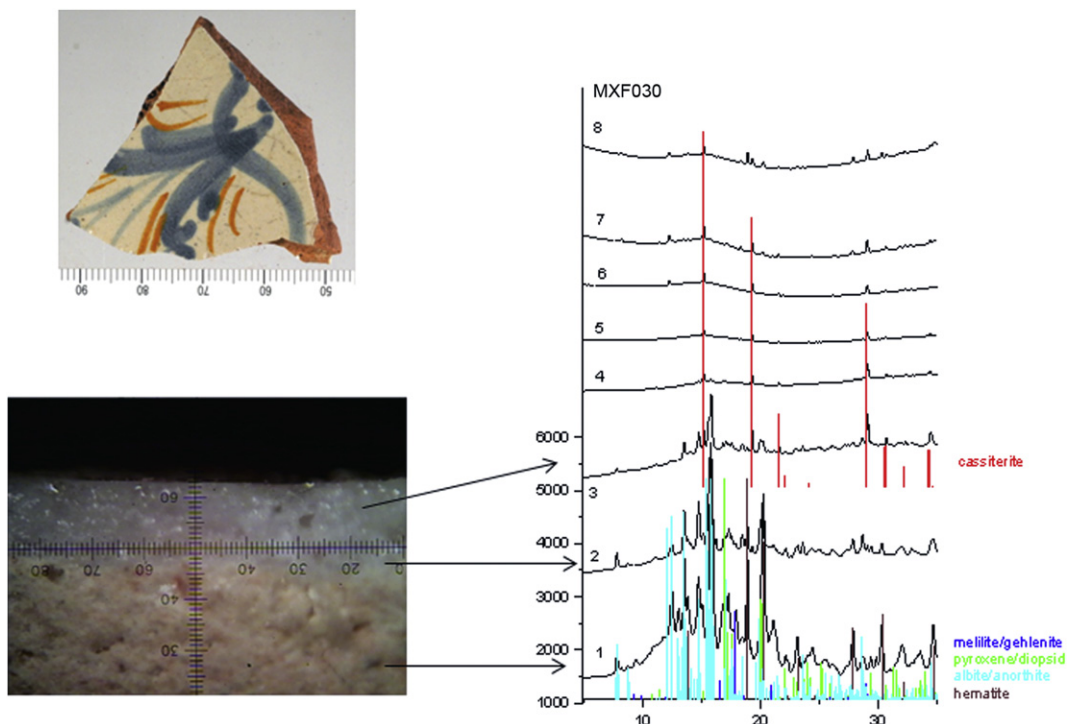 90 80 70 60 50
MXF030
8
7
6
5
4
6000
cassiterite
5000
3
4000
2
3000
2000
1
1000
melilite/gehlenite
pyroxene/diopsid
albite/anorthite
hematite
10 20 30
60
80 70 60 40 30 20 10 0
40
30